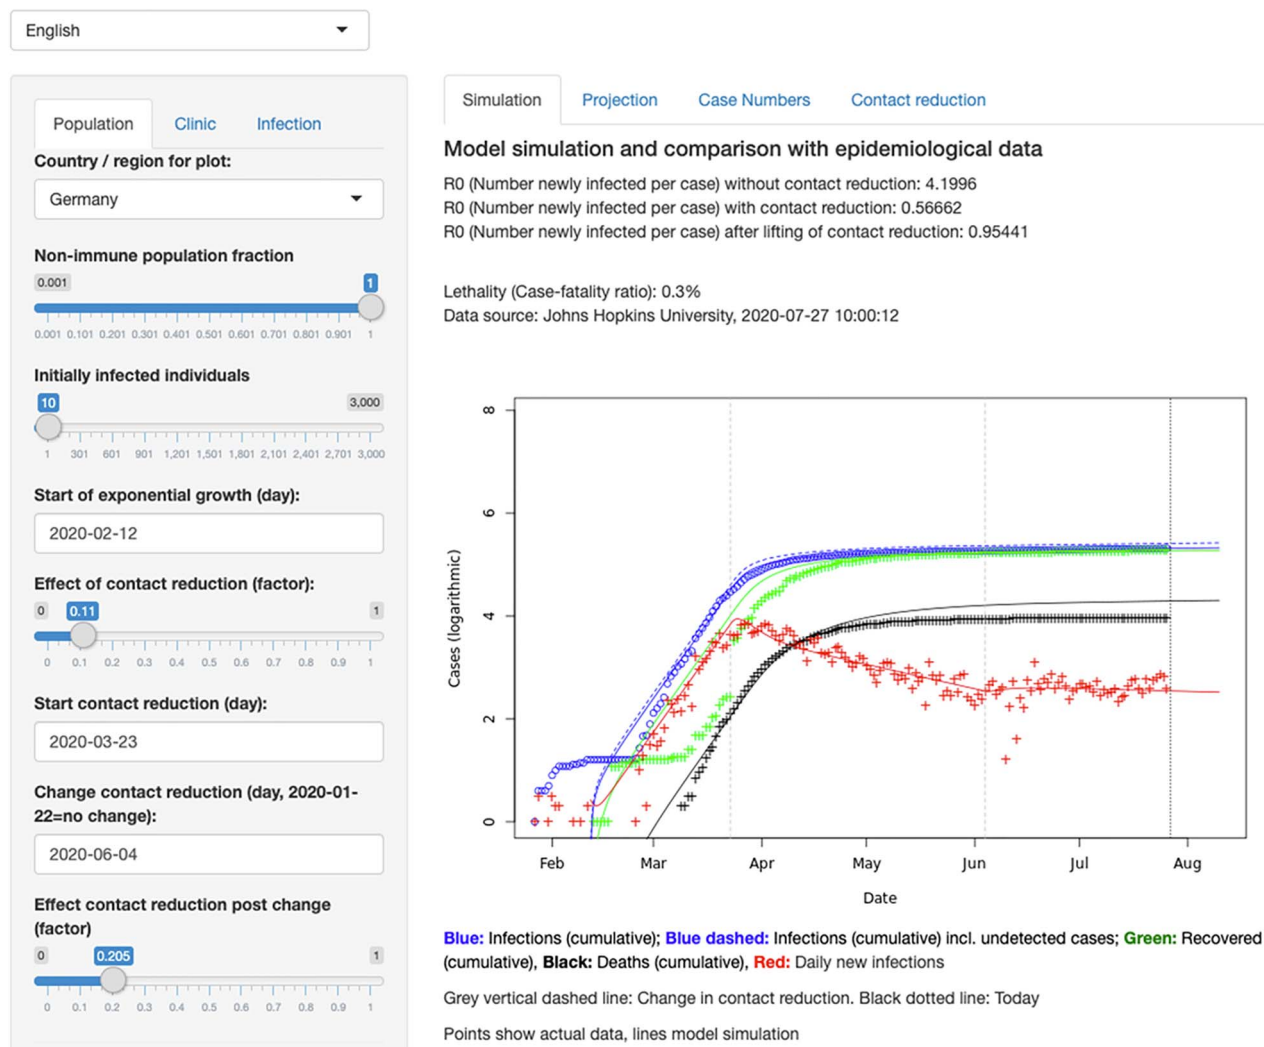 English
Population Clinic Infection
Country / region for plot:
Germany
Non-immune population fraction
0.001 1
0.001 0.101 0.201 0.301 0.401 0.501 0.601 0.701 0.801 0.901 1
Initially infected individuals
10 3,000
1 301 601 901 1,201 1,501 1,801 2,101 2,401 2,701 3,000
Start of exponential growth (day):
2020-02-12
Effect of contact reduction (factor):
0 0.11 1
0 0.1 0.2 0.3 0.4 0.5 0.6 0.7 0.8 0.9 1
Start contact reduction (day):
2020-03-23
Change contact reduction (day, 2020-01-
22=no change):
2020-06-04
Effect contact reduction post change
(factor)
0 0.205 1
0 0.1 0.2 0.3 0.4 0.5 0.6 0.7 0.8 0.9 1
Simulation Projection Case Numbers Contact reduction
Model simulation and comparison with epidemiological data
R0 (Number newly infected per case) without contact reduction: 4.1996
R0 (Number newly infected per case) with contact reduction: 0.56662
R0 (Number newly infected per case) after lifting of contact reduction: 0.95441
Lethality (Case-fatality ratio): 0.3%
Data source: Johns Hopkins University, 2020-07-27 10:00:12
Cases (logarithmic)
8
6
4
2
0
Feb Mar Apr May Jun Jul Aug
Date
Blue: Infections (cumulative); Blue dashed: Infections (cumulative) incl. undetected cases; Green: Recovered
(cumulative), Black: Deaths (cumulative), Red: Daily new infections
Grey vertical dashed line: Change in contact reduction. Black dotted line: Today
Points show actual data, lines model simulation